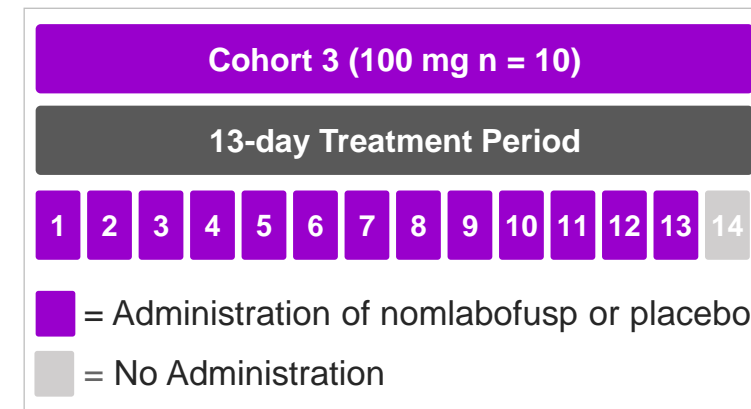 Cohort 3 (100 mg n = 10)
13-day Treatment Period
1 2 3 4 5 6 7 8 9 10 11 12 13 14
= Administration of nomlabofusp or placebo
= No Administration